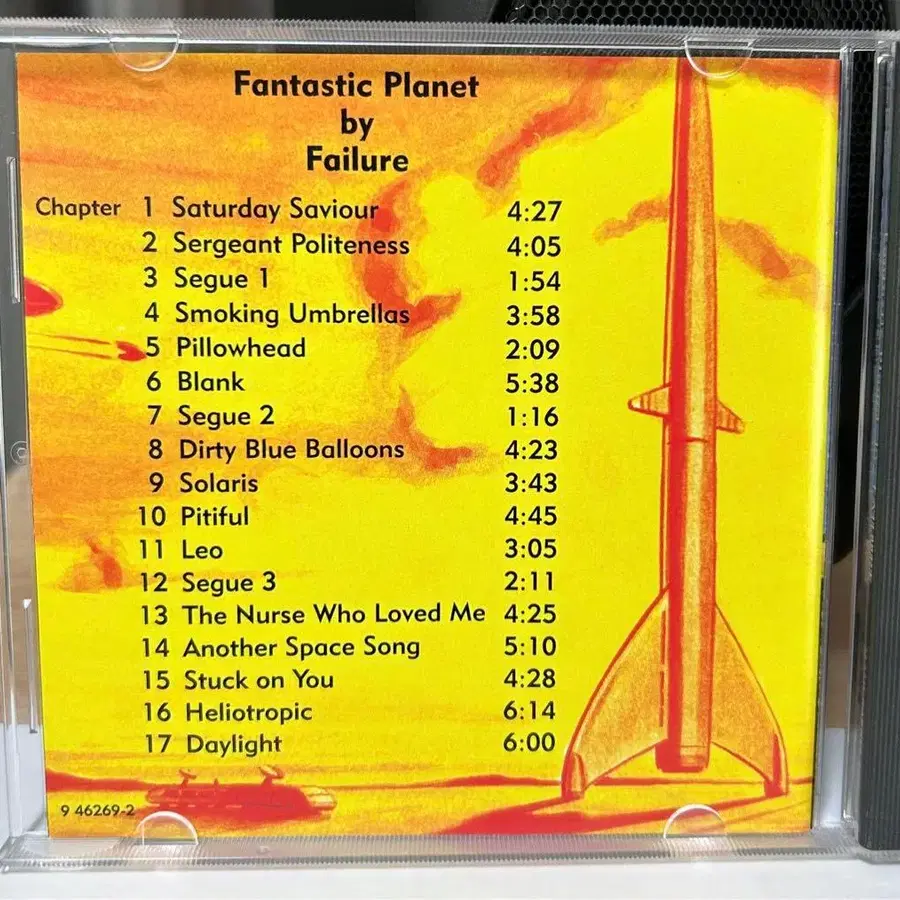 Fantastic Planet
by
Failure
Chapter 1 Saturday Saviour 4:27
2 Sergeant Politeness 4:05
3 Segue 1 1:54
4 Smoking Umbrellas 3:58
5 Pillowhead 2:09
6 Blank 5:38
7 Segue 2 1:16
8 Dirty Blue Balloons 4:23
9 Solaris 3:43
10 Pitiful 4:45
11 Leo 3:05
12 Segue 3 2:11
13 The Nurse Who Loved Me 4:25
14 Another Space Song 5:10
15 Stuck on You 4:28
16 Heliotropic 6:14
17 Daylight 6:00
9 46269-2